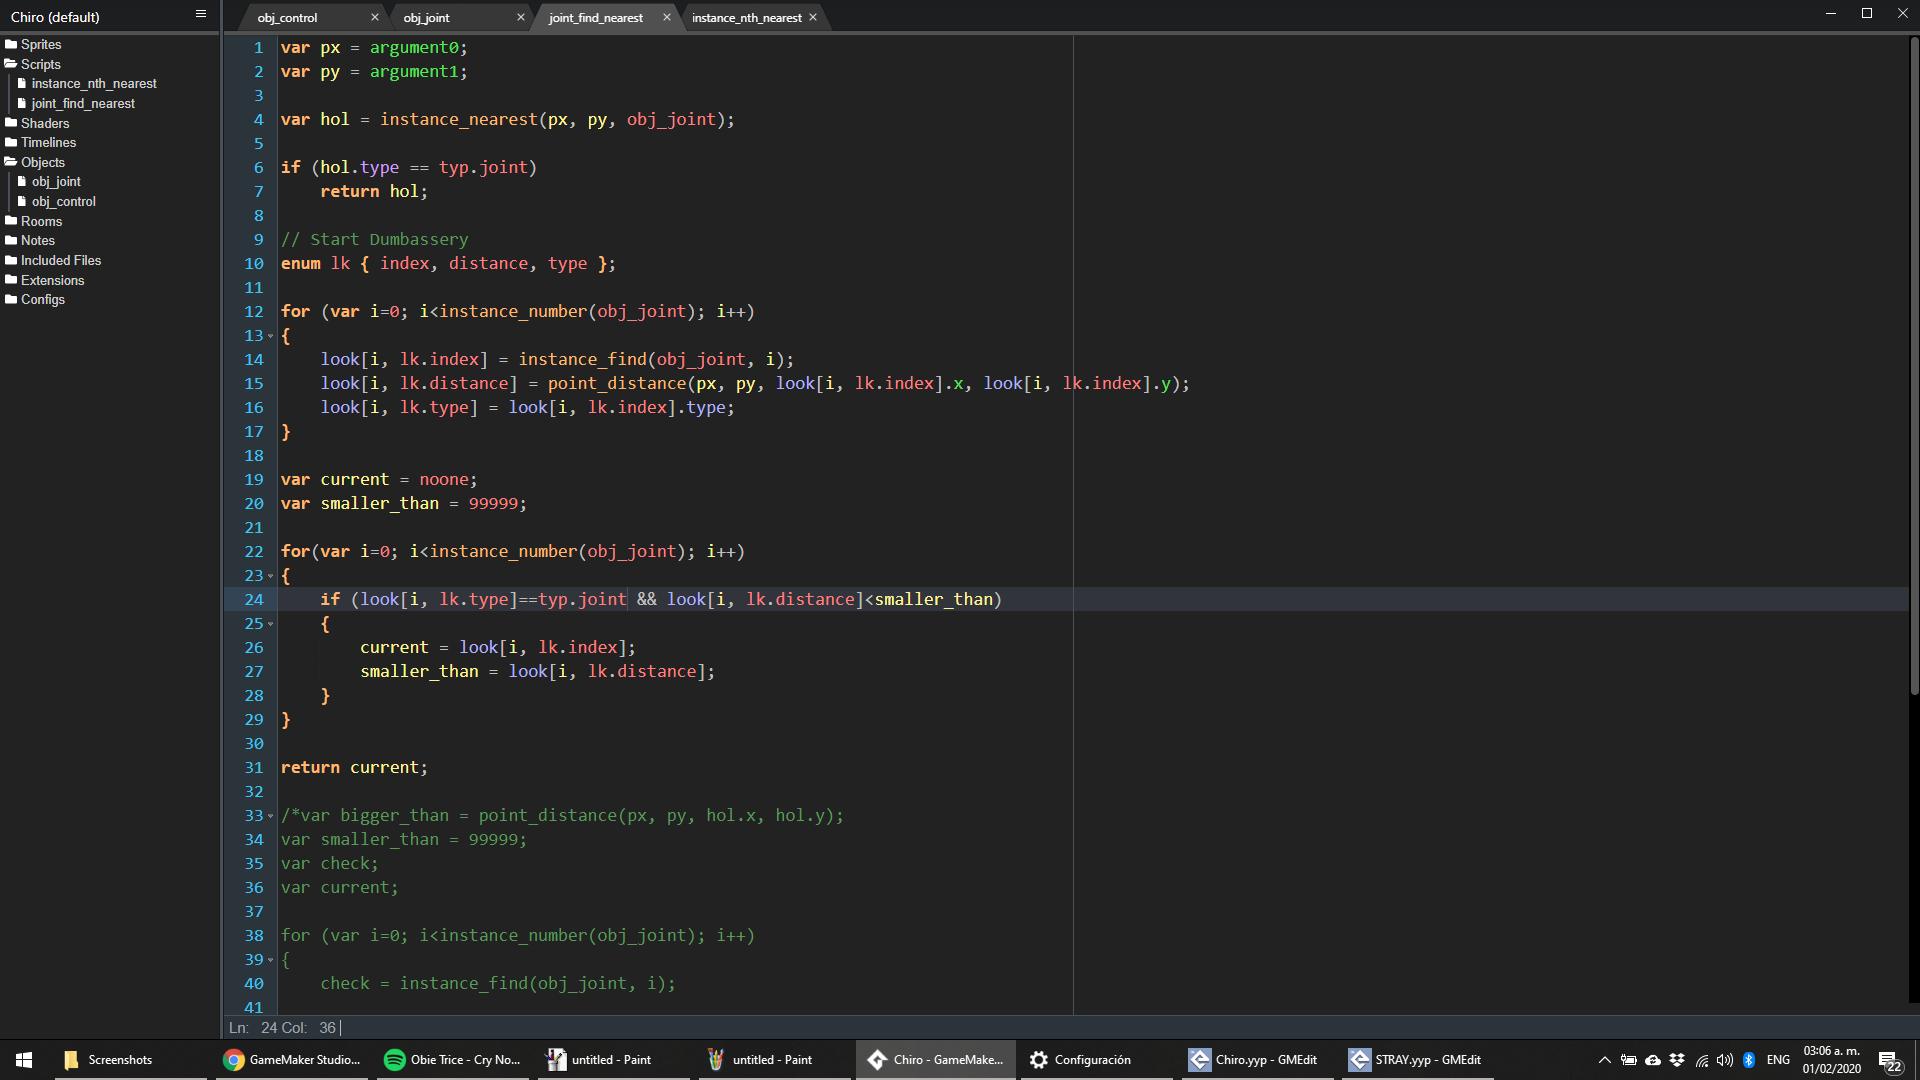 Chiro (default)
obj_control
obj_joint
joint_find_nearest
instance_nth_nearest
Sprites
Scripts
instance_nth_nearest
joint_find_nearest
Shaders
Timelines
Objects
obj_joint
obj_control
Rooms
Notes
Included Files
Extensions
Configs
1 var px = argument0;
2 var py = argument1;
3
4 var hol = instance_nearest(px, py, obj_joint);
5
6 if (hol.type == typ.joint)
7     return hol;
8
9 // Start Dumbassery
10 enum lk { index, distance, type };
11
12 for (var i=0; i<instance_number(obj_joint); i++)
13 {
14     look[i, lk.index] = instance_find(obj_joint, i);
15     look[i, lk.distance] = point_distance(px, py, look[i, lk.index].x, look[i, lk.index].y);
16     look[i, lk.type] = look[i, lk.index].type;
17 }
18
19 var current = noone;
20 var smaller_than = 99999;
21
22 for(var i=0; i<instance_number(obj_joint); i++)
23 {
24     if (look[i, lk.type]==typ.joint && look[i, lk.distance]<smaller_than)
25     {
26         current = look[i, lk.index];
27         smaller_than = look[i, lk.distance];
28     }
29 }
30
31 return current;
32
33 /*var bigger_than = point_distance(px, py, hol.x, hol.y);
34 var smaller_than = 99999;
35 var check;
36 var current;
37
38 for (var i=0; i<instance_number(obj_joint); i++)
39 {
40     check = instance_find(obj_joint, i);
41
Ln: 24 Col: 36
Screenshots
GameMaker Studio...
Obie Trice - Cry No...
untitled - Paint
untitled - Paint
Chiro - GameMake...
Configuración
Chiro.yyp - GMEdit
STRAY.yyp - GMEdit
ENG
03:06 a. m.
01/02/2020
22